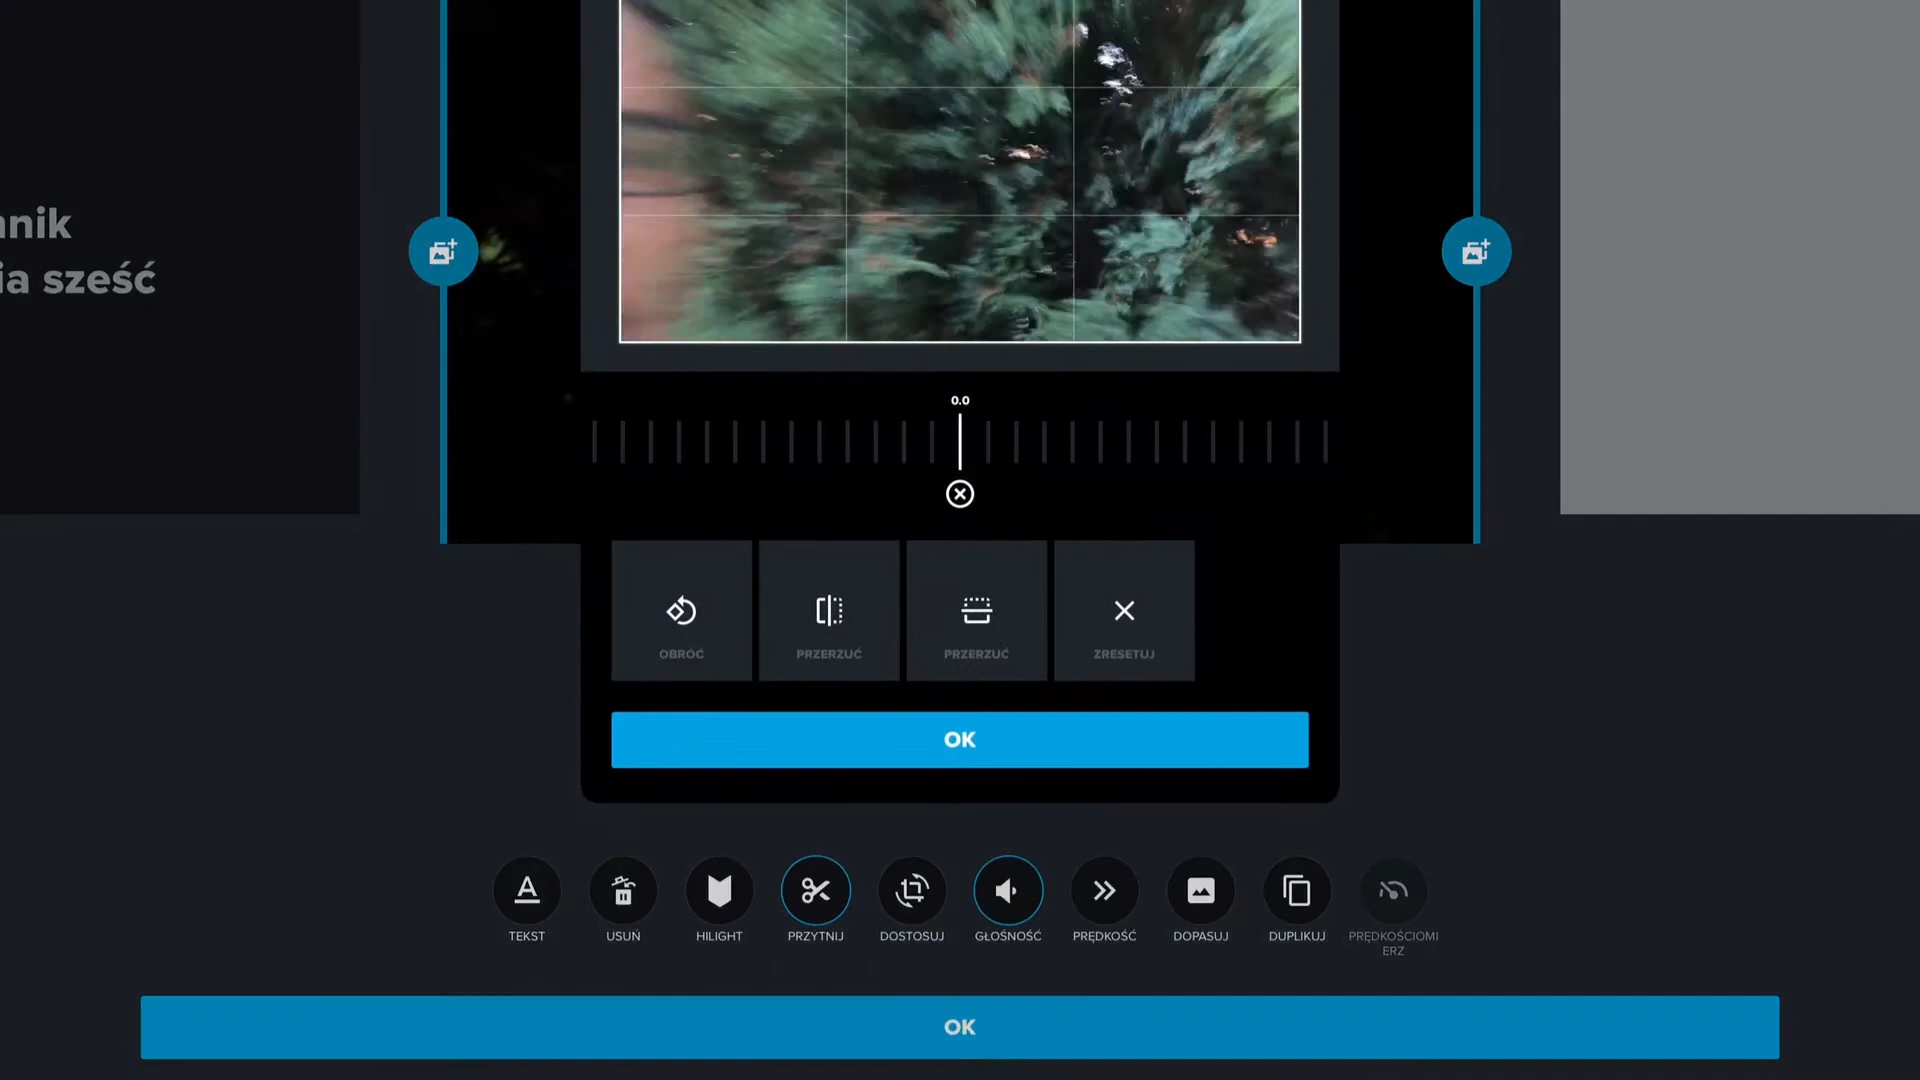 nnik
ia sześć
0.0
OBRÓĆ
PRZERZUĆ
PRZERZUĆ
ZRESETUJ
OK
TEKST
USUŃ
HILIGHT
PRZYTNIJ
DOSTOSUJ
GŁOŚNOŚĆ
PRĘDKOŚĆ
DOPASUJ
DUPLIKUJ
PRĘDKOŚCIOMI
ERZ
OK